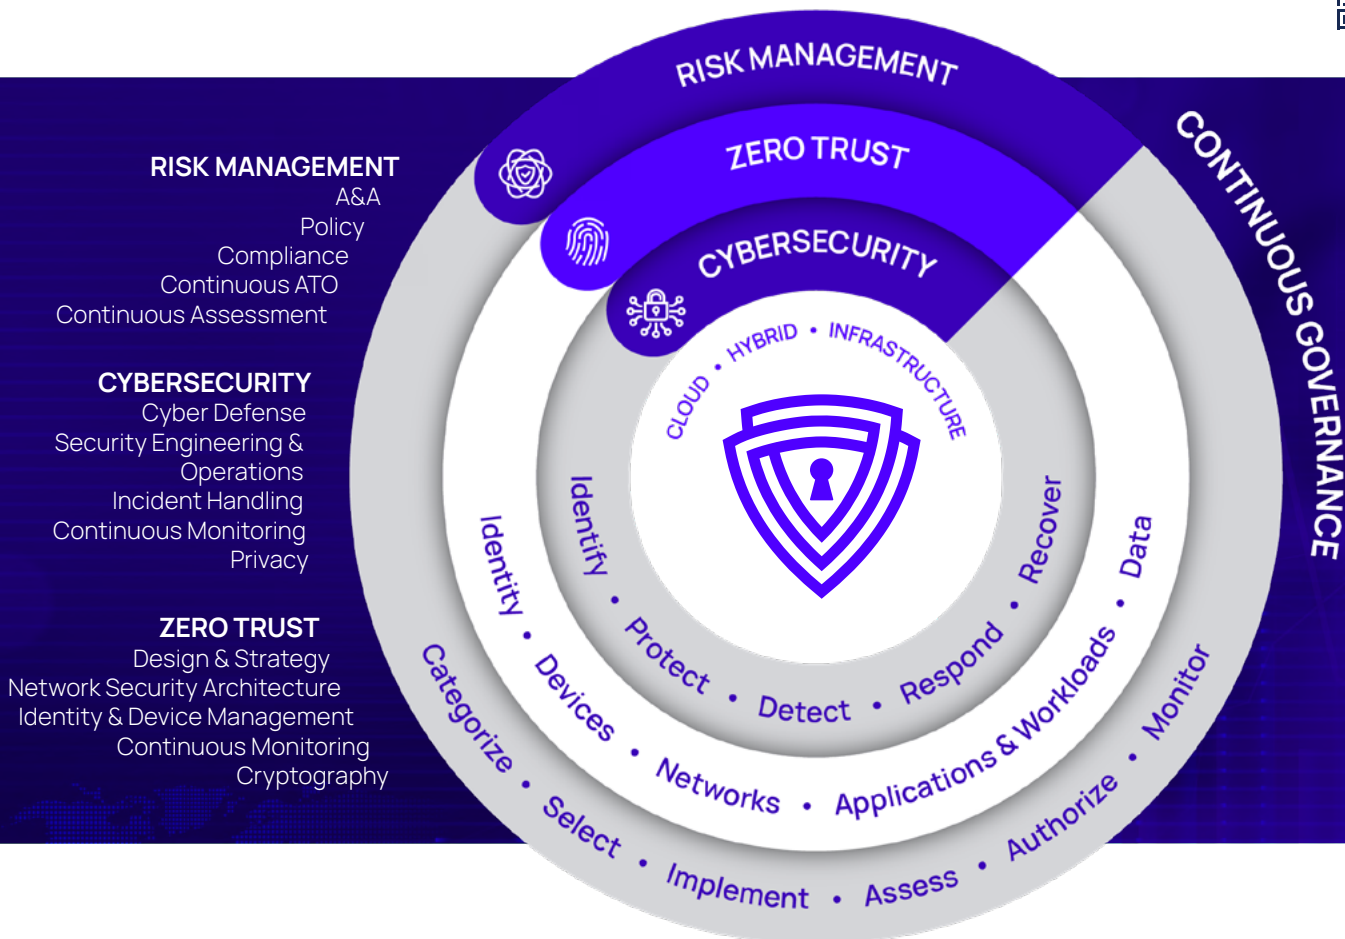 RISK MANAGEMENT
A&A
Policy
Compliance
Continuous ATO
Continuous Assessment
CYBERSECURITY
Cyber Defense
Security Engineering &
Operations
Incident Handling
Continuous Monitoring
Privacy
ZERO TRUST
Design & Strategy
Network Security Architecture
Identity & Device Management
Continuous Monitoring
Cryptography
RISK MANAGEMENT
ZERO TRUST
CYBERSECURITY
CLOUD • HYBRID • INFRASTRUCTURE
Identify • Protect • Detect • Respond • Recover
Identity • Devices • Networks • Applications & Workloads • Data
Categorize • Select • Implement • Assess • Authorize • Monitor
CONTINUOUS GOVERNANCE